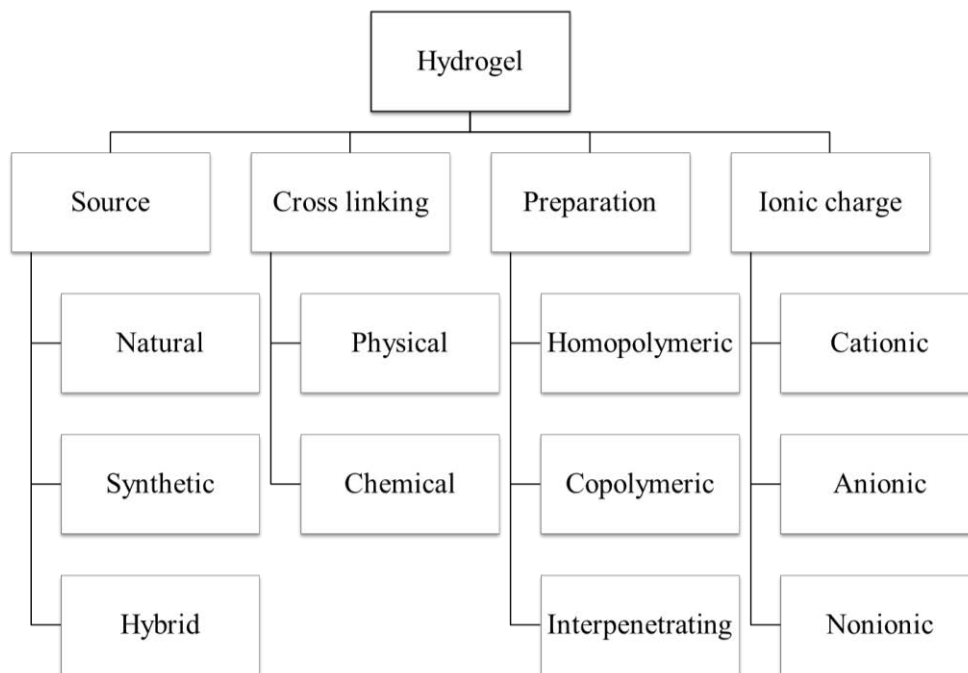 Hydrogel
Source
Cross linking
Preparation
Ionic charge
Natural
Physical
Homopolymeric
Cationic
Synthetic
Chemical
Copolymeric
Anionic
Hybrid
Interpenetrating
Nonionic